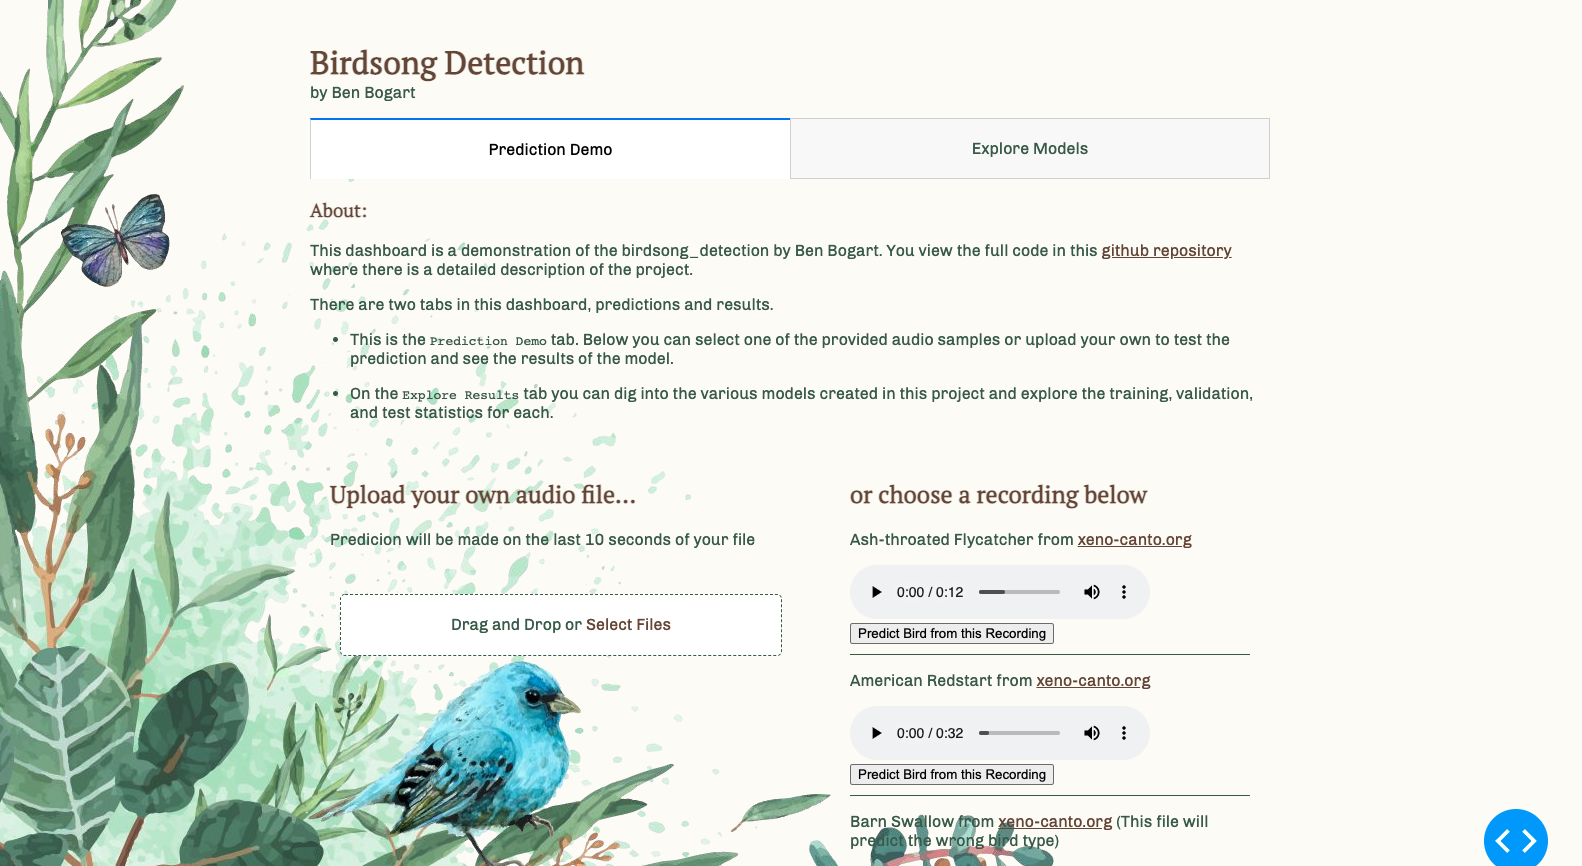 Birdsong Detection
by Ben Bogart
Prediction Demo
Explore Models
About:
This dashboard is a demonstration of the birdsong_detection by Ben Bogart. You view the full code in this github repository
where there is a detailed description of the project.
There are two tabs in this dashboard, predictions and results.
• This is the Prediction Demo tab. Below you can select one of the provided audio samples or upload your own to test the
prediction and see the results of the model.
• On the Explore Results tab you can dig into the various models created in this project and explore the training, validation,
and test statistics for each.
Upload your own audio file...
Predicion will be made on the last 10 seconds of your file
Drag and Drop or Select Files
or choose a recording below
Ash-throated Flycatcher from xeno-canto.org
0:00 / 0:12
Predict Bird from this Recording
American Redstart from xeno-canto.org
0:00 / 0:32
Predict Bird from this Recording
Barn Swallow from xeno-canto.org (This file will
predict the wrong bird type)